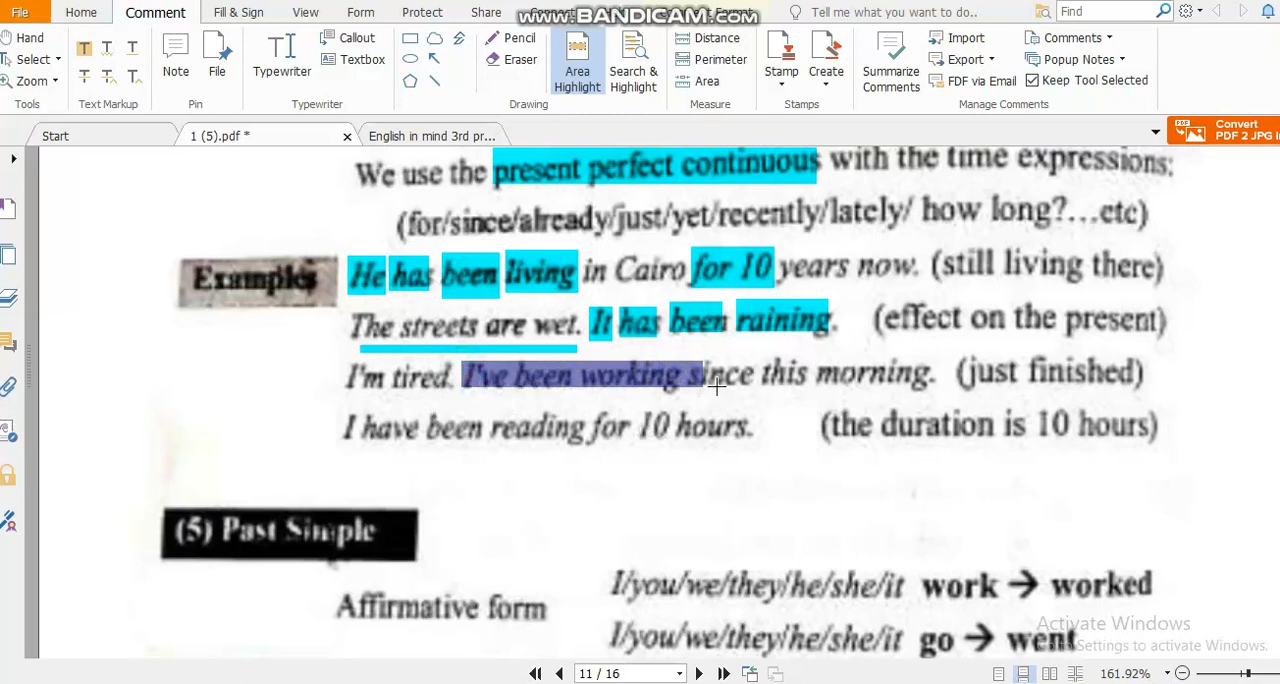 File Home Comment Fill & Sign View Form Protect Share www.BANDICAM.com Tell me what you want to do.. Find
Hand
Select
Zoom
Tools
T T T
T T T
Text Markup
Note File
Pin
Typewriter
Callout
Textbox
Typewriter
Pencil
Eraser
Area Highlight
Search & Highlight
Drawing
Distance
Perimeter
Area
Measure
Stamp Create
Stamps
Summarize Comments
Import
Export
FDF via Email
Comments
Popup Notes
Keep Tool Selected
Manage Comments
Start 1 (5).pdf * English in mind 3rd pr...
Convert
PDF 2 JPG
We use the present perfect continuous with the time expressions;
(for/since/already/just/yet/recently/lately/ how long?...etc)
Examples He has been living in Cairo for 10 years now. (still living there)
The streets are wet. It has been raining. (effect on the present)
I'm tired. I've been working since this morning. (just finished)
I have been reading for 10 hours. (the duration is 10 hours)
(5) Past Simple
I/you/we/they/he/she/it work → worked
Affirmative form
I/you/we/they/he/she/it go → went
Activate Windows
Settings to activate Windows.
11 / 16 161.92%